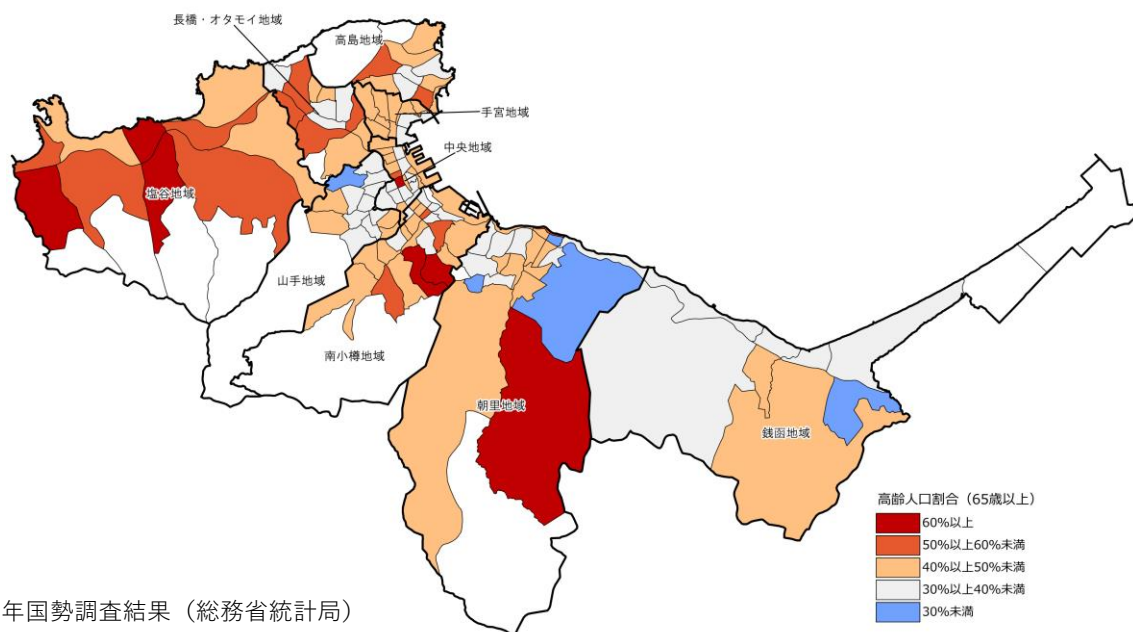 長橋・オタモイ地域
高島地域
手宮地域
中央地域
塩谷地域
山手地域
南小樽地域
朝里地域
銭函地域
高齢人口割合（65歳以上）
60%以上
50%以上60%未満
40%以上50%未満
30%以上40%未満
30%未満
年国勢調査結果（総務省統計局）